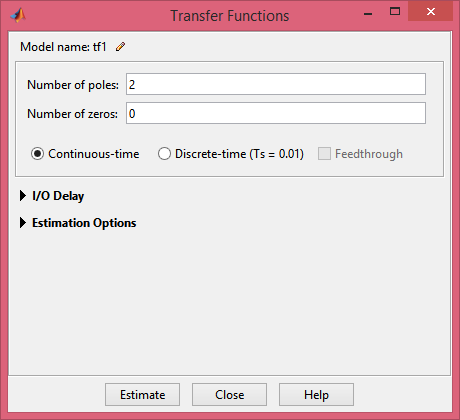 Transfer Functions
Model name: tf1
Number of poles: 2
Number of zeros: 0
Continuous-time Discrete-time (Ts = 0.01) Feedthrough
I/O Delay
Estimation Options
Estimate Close Help